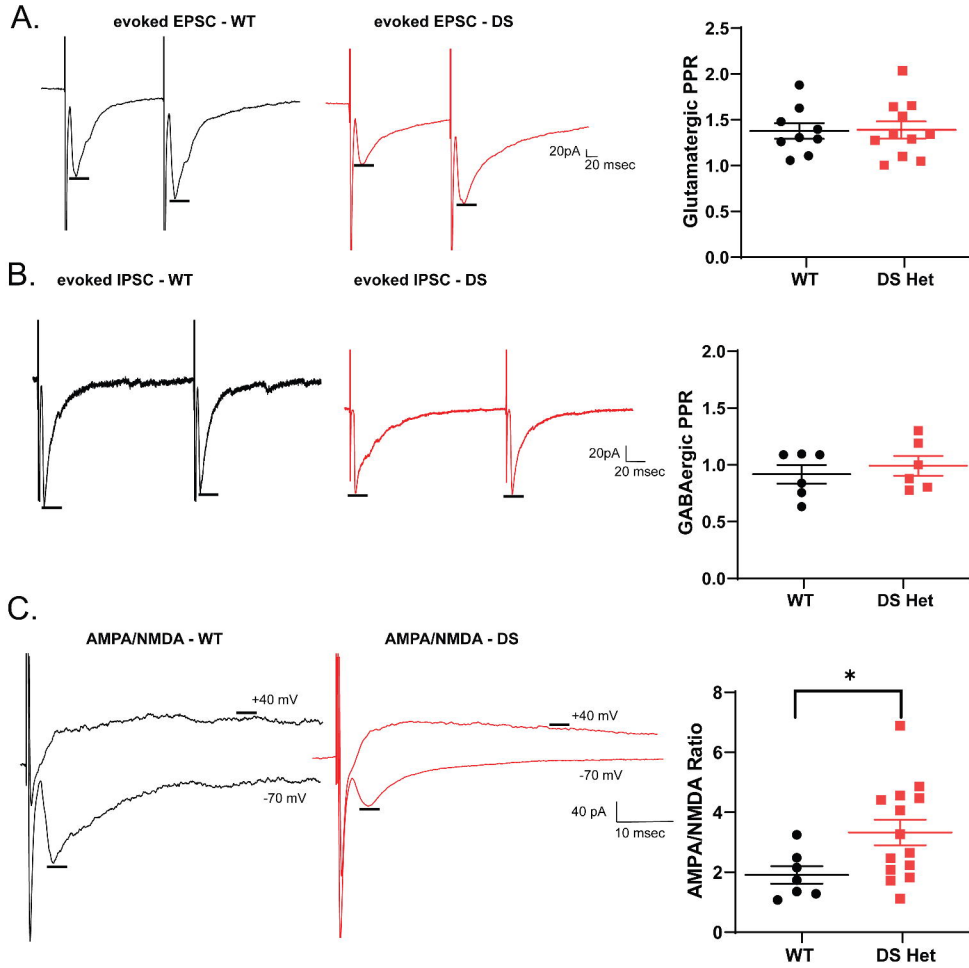 A.
evoked EPSC - WT
evoked EPSC - DS
20pA
20 msec
Glutamatergic PPR
2.5
2.0
1.5
1.0
0.5
0.0
WT
DS Het
B.
evoked IPSC - WT
evoked IPSC - DS
20pA
20 msec
GABAergic PPR
2.0
1.5
1.0
0.5
0.0
WT
DS Het
C.
AMPA/NMDA - WT
AMPA/NMDA - DS
+40 mV
-70 mV
+40 mV
-70 mV
40 pA
10 msec
AMPA/NMDA Ratio
8
6
4
2
0
*
WT
DS Het